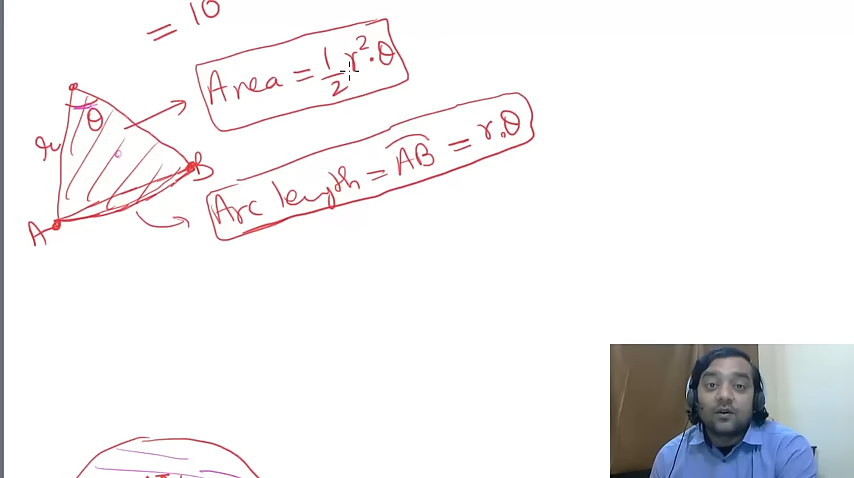 = 10
Area = 1/2 r² · θ
θ
r
B
Arc length = AB = r.θ
A